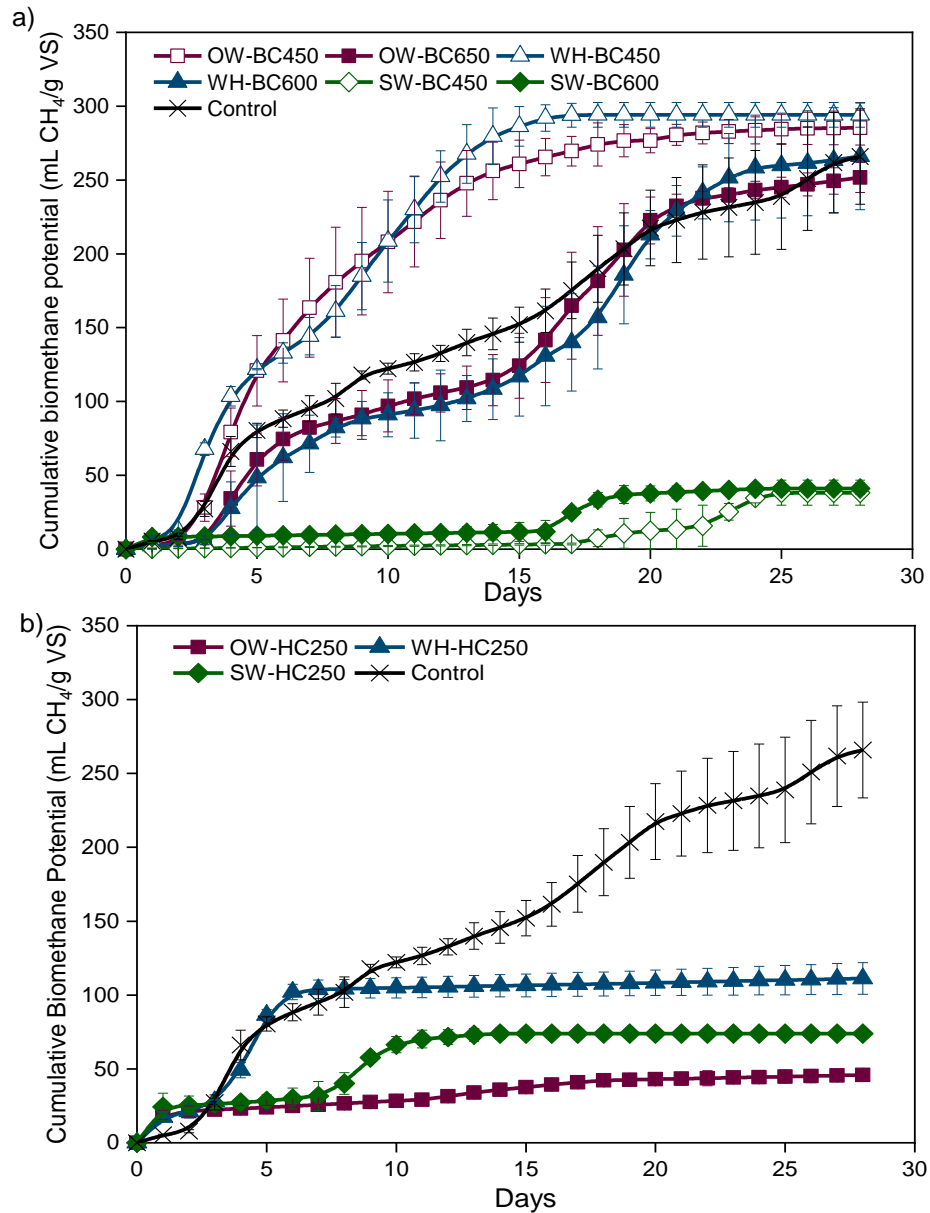 a)
350
300
250
200
150
100
50
0
Cumulative biomethane potential (mL CH₄/g VS)
OW-BC450 OW-BC650 WH-BC450
WH-BC600 SW-BC450 SW-BC600
Control
0 5 10 15 20 25 30
Days
b)
350
300
250
200
150
100
50
0
Cumulative Biomethane Potential (mL CH₄/g VS)
OW-HC250 WH-HC250
SW-HC250 Control
0 5 10 15 20 25 30
Days